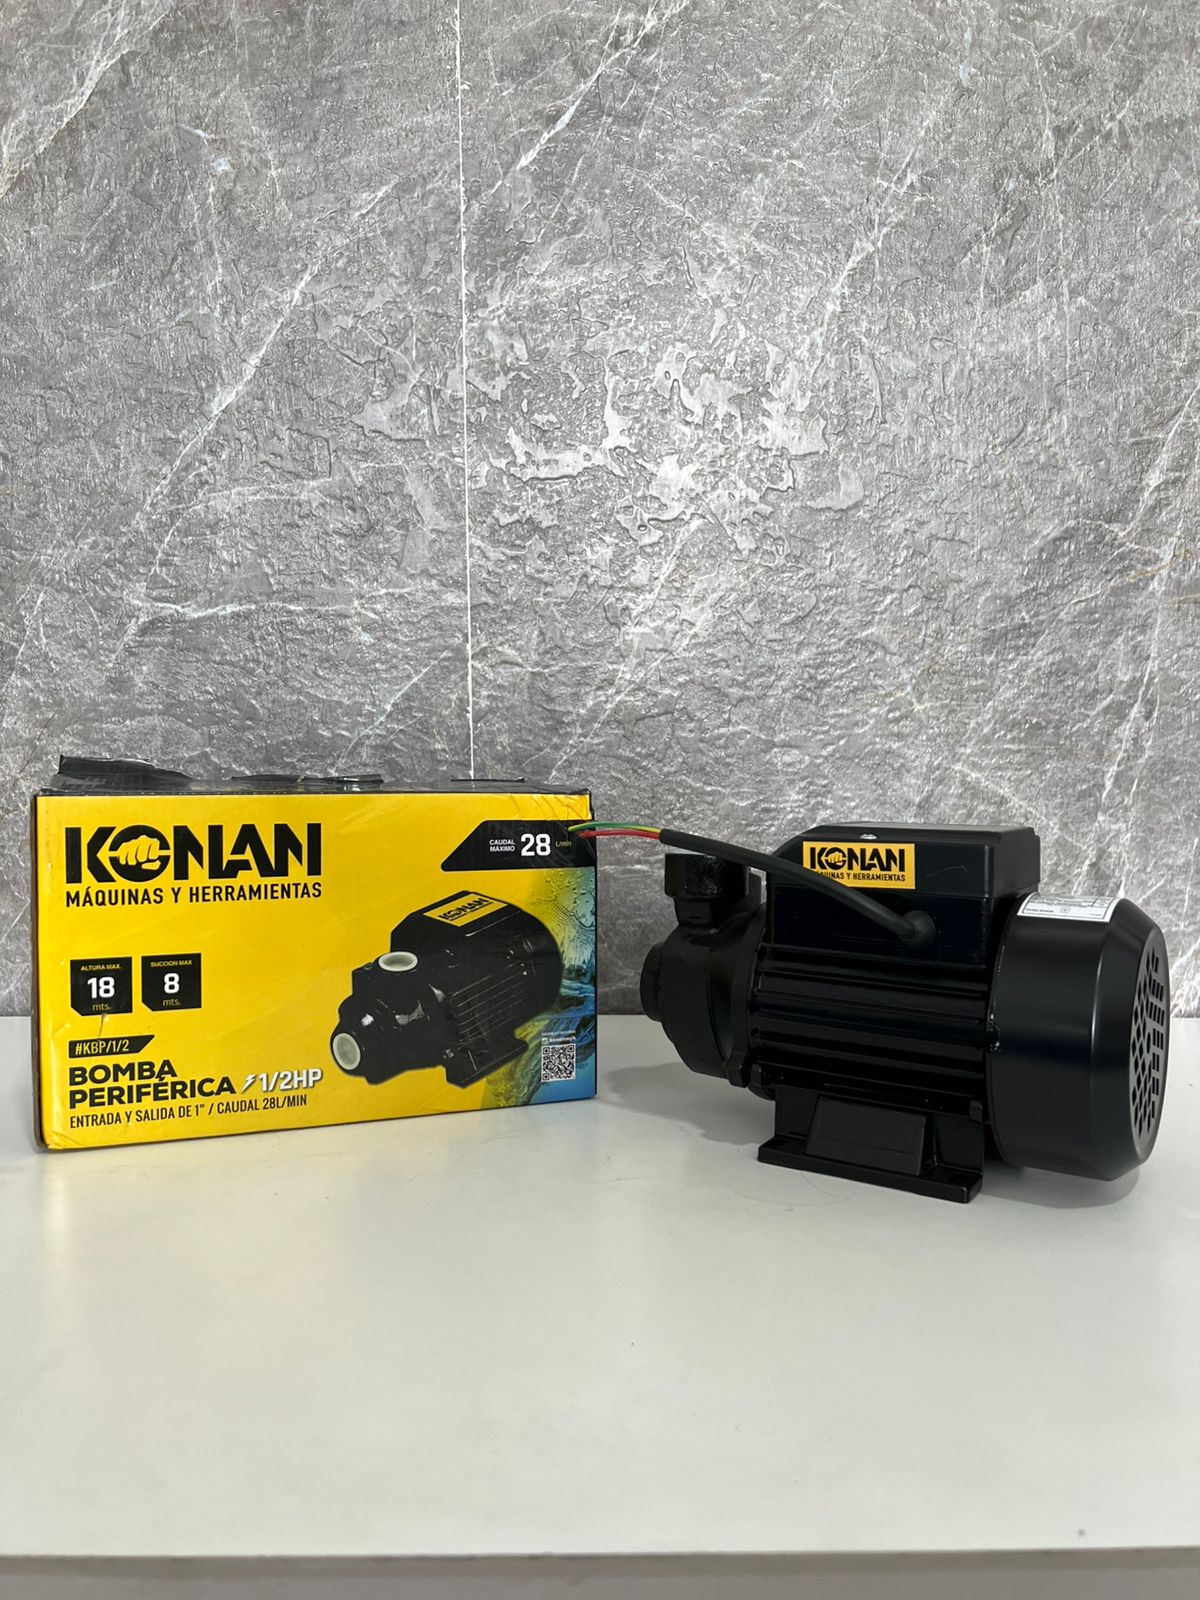 KONAN
MÁQUINAS Y HERRAMIENTAS
CAUDAL
MÁXIMO
28
L/min
KONAN
ALTURA MAX.
18
mts.
SUCCION MAX
8
mts.
#KBP/1/2
BOMBA
PERIFÉRICA 1/2HP
ENTRADA Y SALIDA DE 1" / CAUDAL 28L/MIN
KONAN
MÁQUINAS Y HERRAMIENTAS